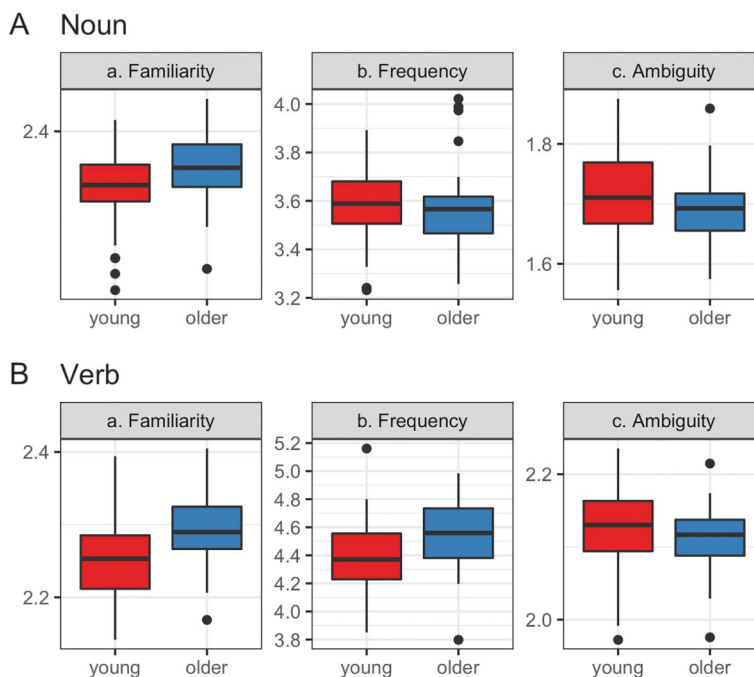 A Noun
a. Familiarity
2.4
young older
b. Frequency
4.0
3.8
3.6
3.4
3.2
young older
c. Ambiguity
1.8
1.6
young older
B Verb
a. Familiarity
2.4
2.2
young older
b. Frequency
5.2
5.0
4.8
4.6
4.4
4.2
4.0
3.8
young older
c. Ambiguity
2.2
2.0
young older